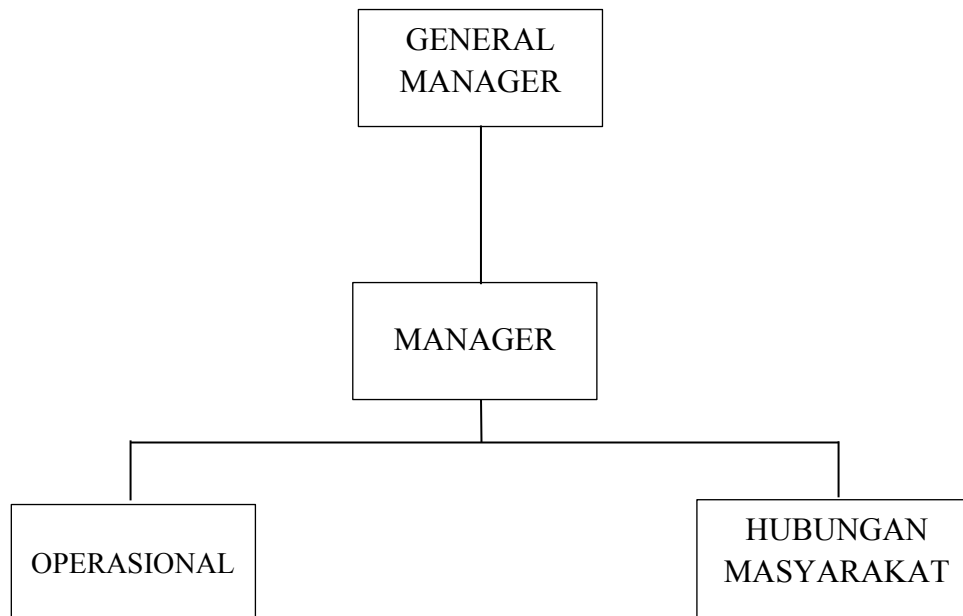 GENERAL
MANAGER
MANAGER
OPERASIONAL
HUBUNGAN
MASYARAKAT